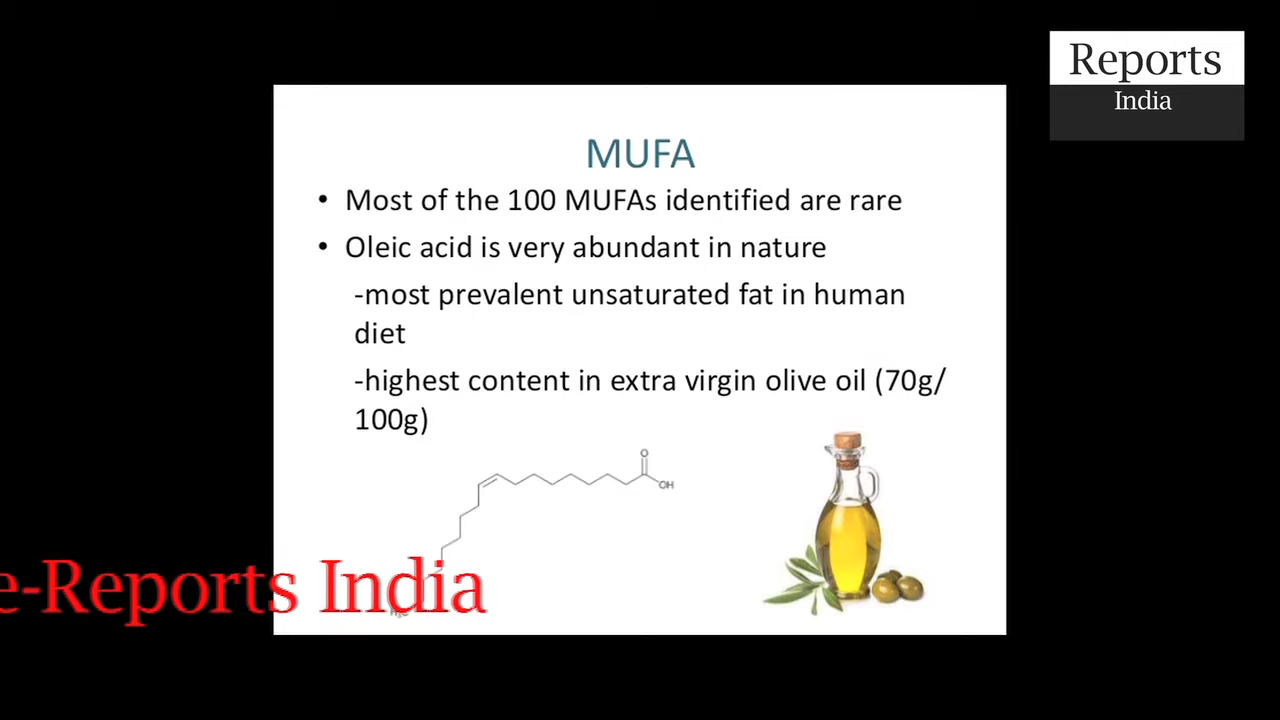 Reports
India
MUFA
• Most of the 100 MUFAs identified are rare
• Oleic acid is very abundant in nature
-most prevalent unsaturated fat in human
diet
-highest content in extra virgin olive oil (70g/
100g)
O
OH
e-Reports India